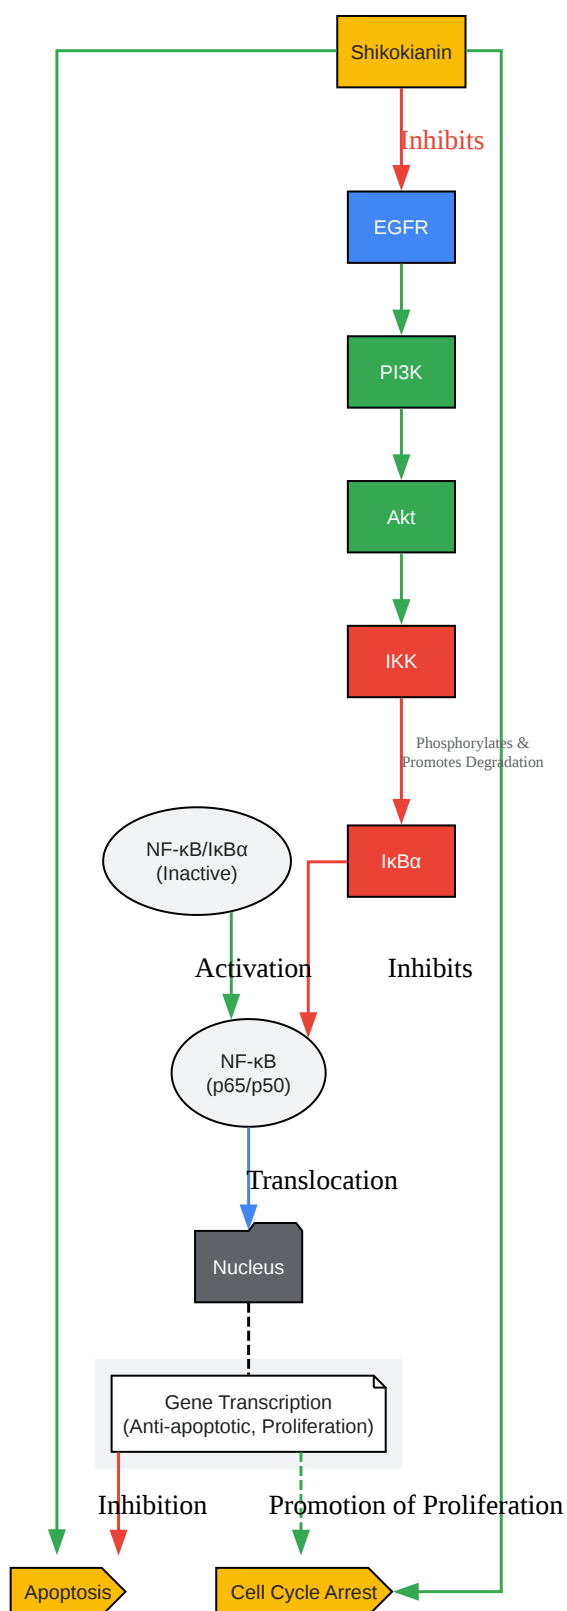 Shikokianin
Inhibits
EGFR
PI3K
Akt
IKK
Phosphorylates &
Promotes Degradation
NF-κB/IκBα
(Inactive)
IκBα
Activation
Inhibits
NF-κB
(p65/p50)
Translocation
Nucleus
Gene Transcription
(Anti-apoptotic, Proliferation)
Inhibition
Promotion of Proliferation
Apoptosis
Cell Cycle Arrest